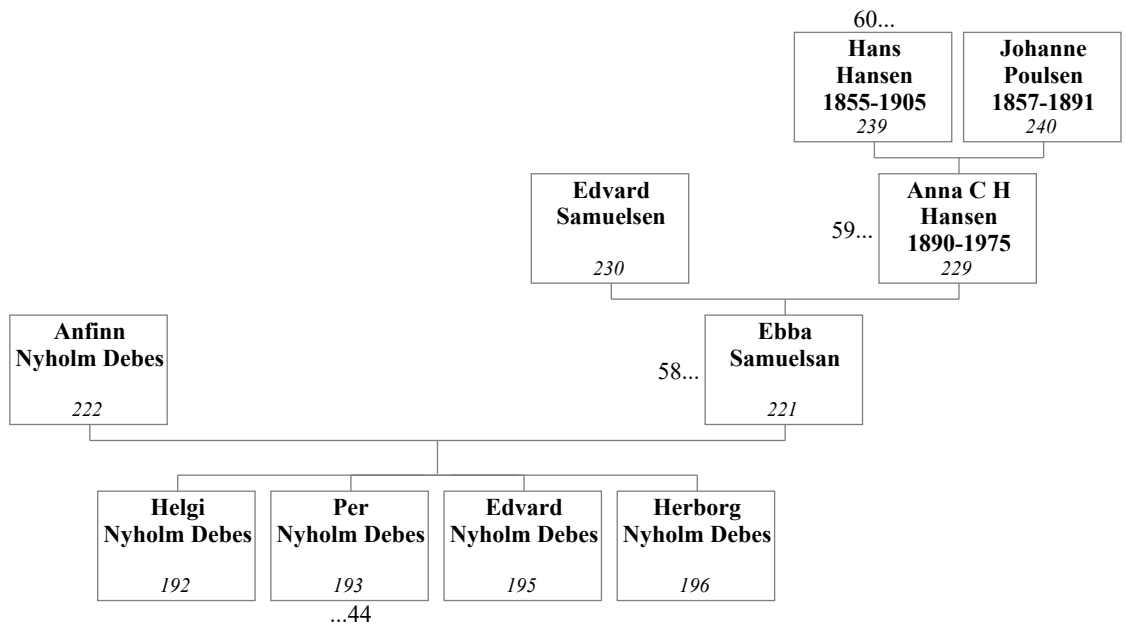 60...
Hans
Hansen
1855-1905
239
Johanne
Poulsen
1857-1891
240
Edvard
Samuelsen
230
59...
Anna C H
Hansen
1890-1975
229
Anfinn
Nyholm Debes
222
58...
Ebba
Samuelsan
221
Helgi
Nyholm Debes
192
Per
Nyholm Debes
193
Edvard
Nyholm Debes
195
Herborg
Nyholm Debes
196
...44